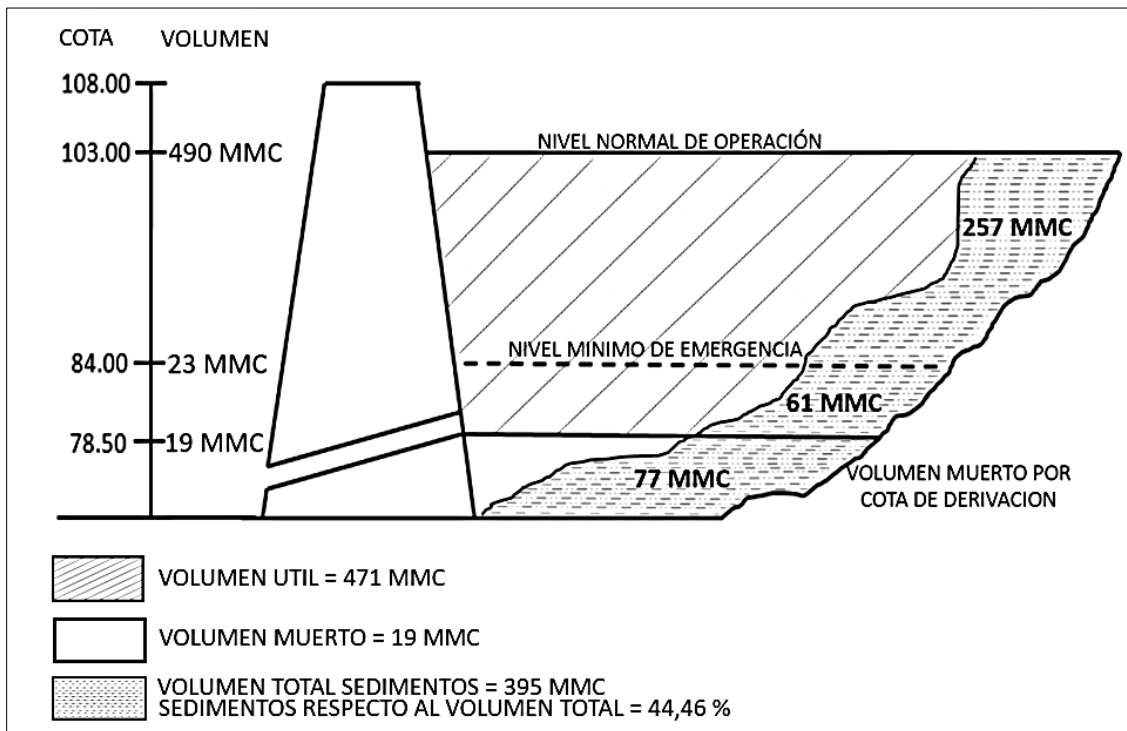 COTA VOLUMEN
108.00
103.00 490 MMC
NIVEL NORMAL DE OPERACIÓN
257 MMC
NIVEL MINIMO DE EMERGENCIA
84.00 23 MMC
61 MMC
78.50 19 MMC
77 MMC
VOLUMEN MUERTO POR
COTA DE DERIVACION
VOLUMEN UTIL = 471 MMC
VOLUMEN MUERTO = 19 MMC
VOLUMEN TOTAL SEDIMENTOS = 395 MMC
SEDIMENTOS RESPECTO AL VOLUMEN TOTAL = 44,46 %